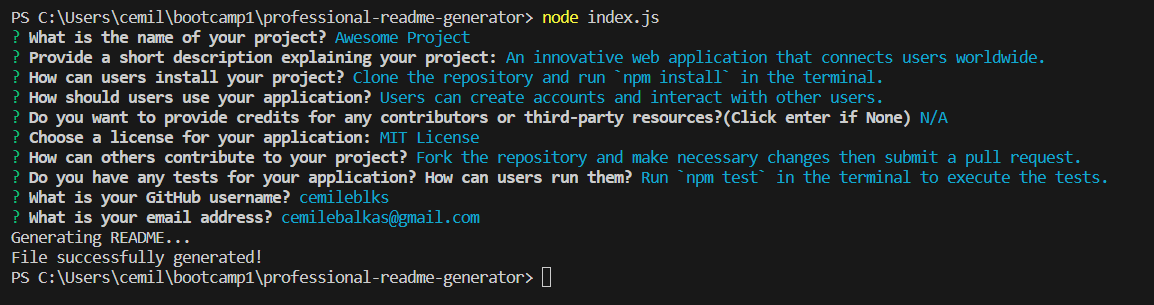 PS C:\Users\cemil\bootcamp1\professional-readme-generator> node index.js
? What is the name of your project? Awesome Project
? Provide a short description explaining your project: An innovative web application that connects users worldwide.
? How can users install your project? Clone the repository and run `npm install` in the terminal.
? How should users use your application? Users can create accounts and interact with other users.
? Do you want to provide credits for any contributors or third-party resources?(Click enter if None) N/A
? Choose a license for your application: MIT License
? How can others contribute to your project? Fork the repository and make necessary changes then submit a pull request.
? Do you have any tests for your application? How can users run them? Run `npm test` in the terminal to execute the tests.
? What is your GitHub username? cemileblks
? What is your email address? cemilebalkas@gmail.com
Generating README...
File successfully generated!
PS C:\Users\cemil\bootcamp1\professional-readme-generator>